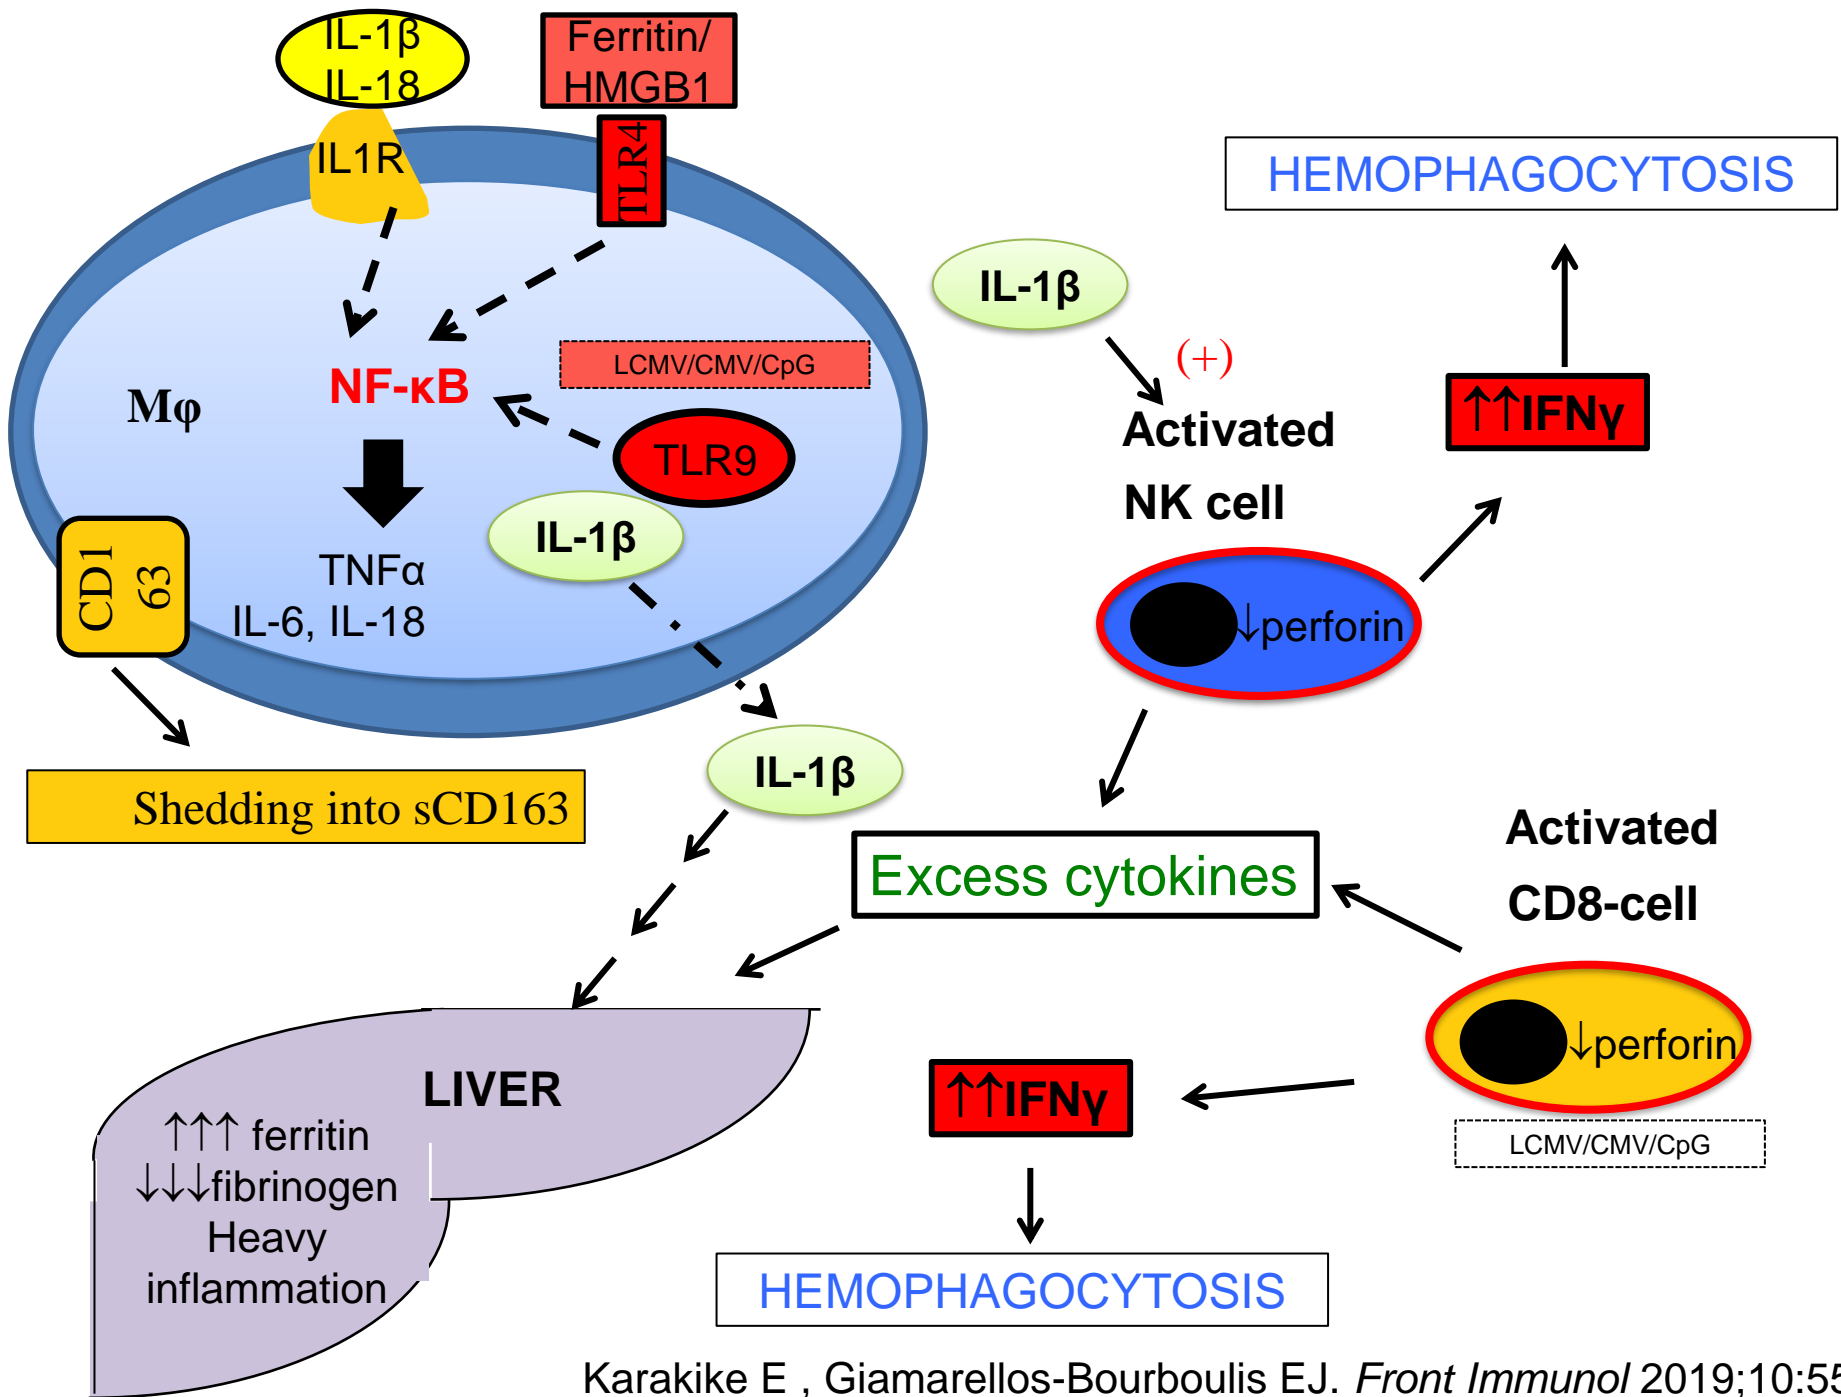 IL-1β
IL-18
Ferritin/
HMGB1
IL1R
TLR4
HEMOPHAGOCYTOSIS
IL-1β
(+)
LCMV/CMV/CpG
NF-κB
Mφ
↑↑IFNγ
Activated
NK cell
TLR9
IL-1β
CD1
63
TNFα
IL-6, IL-18
↓perforin
IL-1β
Shedding into sCD163
Excess cytokines
Activated
CD8-cell
↓perforin
LIVER
↑↑IFNγ
↑↑↑ ferritin
↓↓↓fibrinogen
Heavy
inflammation
LCMV/CMV/CpG
HEMOPHAGOCYTOSIS
Karakike E , Giamarellos-Bourboulis EJ. Front Immunol 2019;10:55